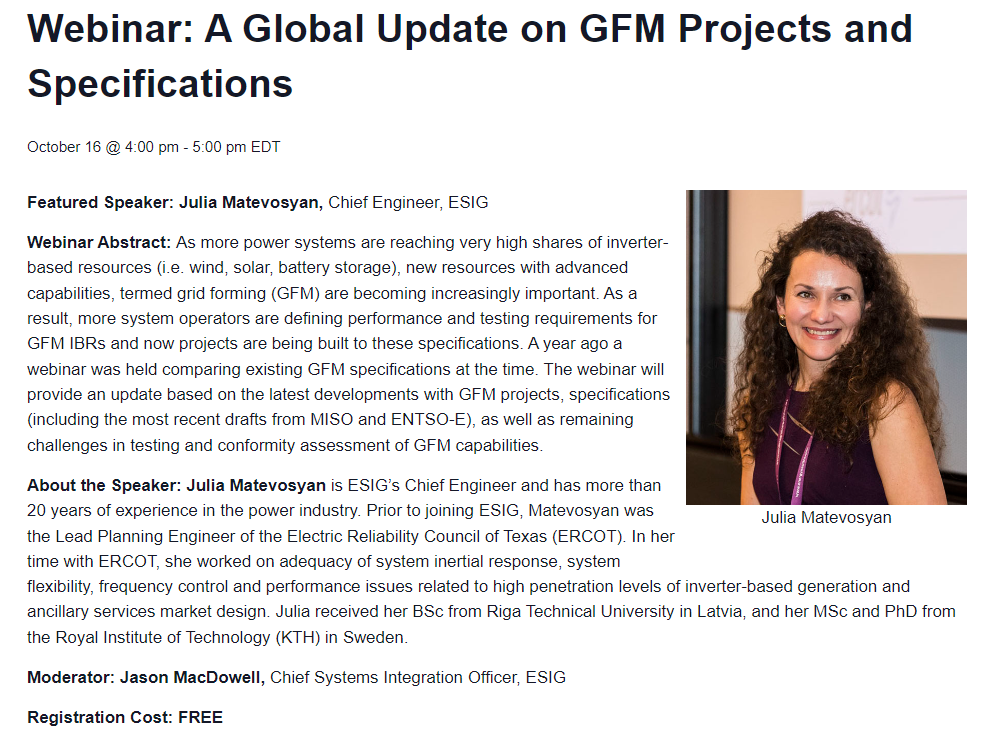 Webinar: A Global Update on GFM Projects and
Specifications
October 16 @ 4:00 pm - 5:00 pm EDT
Featured Speaker: Julia Matevosyan, Chief Engineer, ESIG
Webinar Abstract: As more power systems are reaching very high shares of inverter-
based resources (i.e. wind, solar, battery storage), new resources with advanced
capabilities, termed grid forming (GFM) are becoming increasingly important. As a
result, more system operators are defining performance and testing requirements for
GFM IBRs and now projects are being built to these specifications. A year ago a
webinar was held comparing existing GFM specifications at the time. The webinar will
provide an update based on the latest developments with GFM projects, specifications
(including the most recent drafts from MISO and ENTSO-E), as well as remaining
challenges in testing and conformity assessment of GFM capabilities.
Julia Matevosyan
About the Speaker: Julia Matevosyan is ESIG’s Chief Engineer and has more than
20 years of experience in the power industry. Prior to joining ESIG, Matevosyan was
the Lead Planning Engineer of the Electric Reliability Council of Texas (ERCOT). In her
time with ERCOT, she worked on adequacy of system inertial response, system
flexibility, frequency control and performance issues related to high penetration levels of inverter-based generation and
ancillary services market design. Julia received her BSc from Riga Technical University in Latvia, and her MSc and PhD from
the Royal Institute of Technology (KTH) in Sweden.
Moderator: Jason MacDowell, Chief Systems Integration Officer, ESIG
Registration Cost: FREE